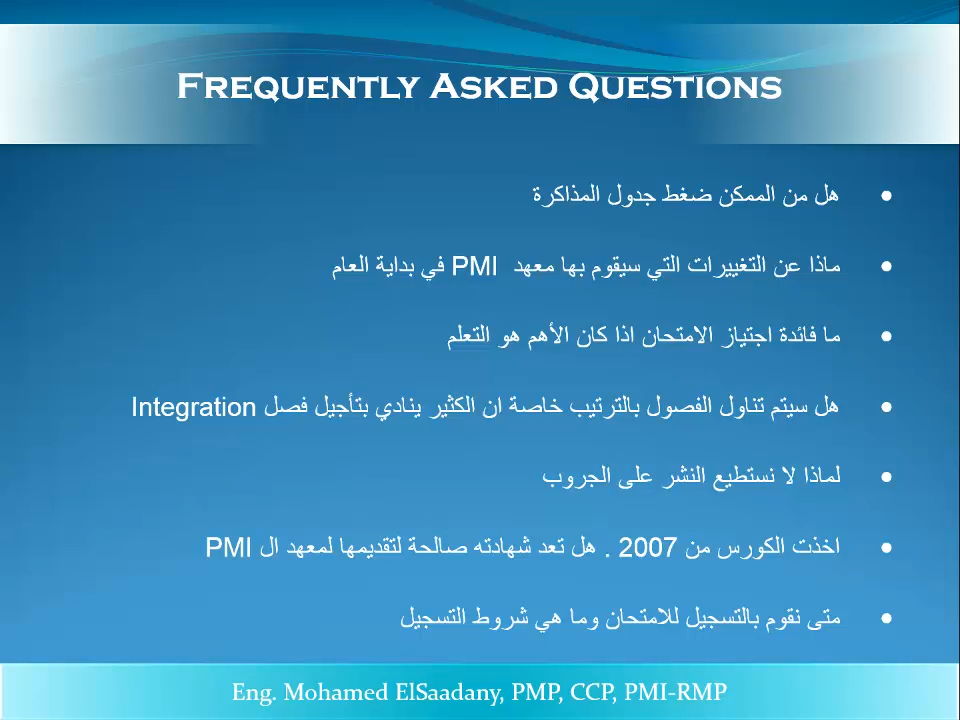 FREQUENTLY ASKED QUESTIONS
• هل من الممكن ضغط جدول المذاكرة
• ماذا عن التغييرات التي سيقوم بها معهد PMI في بداية العام
• ما فائدة اجتياز الامتحان اذا كان الأهم هو التعلم
• هل سيتم تناول الفصول بالترتيب خاصة ان الكثير ينادي بتأجيل فصل Integration
• لماذا لا نستطيع النشر على الجروب
• اخذت الكورس من 2007 . هل تعد شهادته صالحة لتقديمها لمعهد ال PMI
• متى نقوم بالتسجيل للامتحان وما هي شروط التسجيل
Eng. Mohamed ElSaadany, PMP, CCP, PMI-RMP